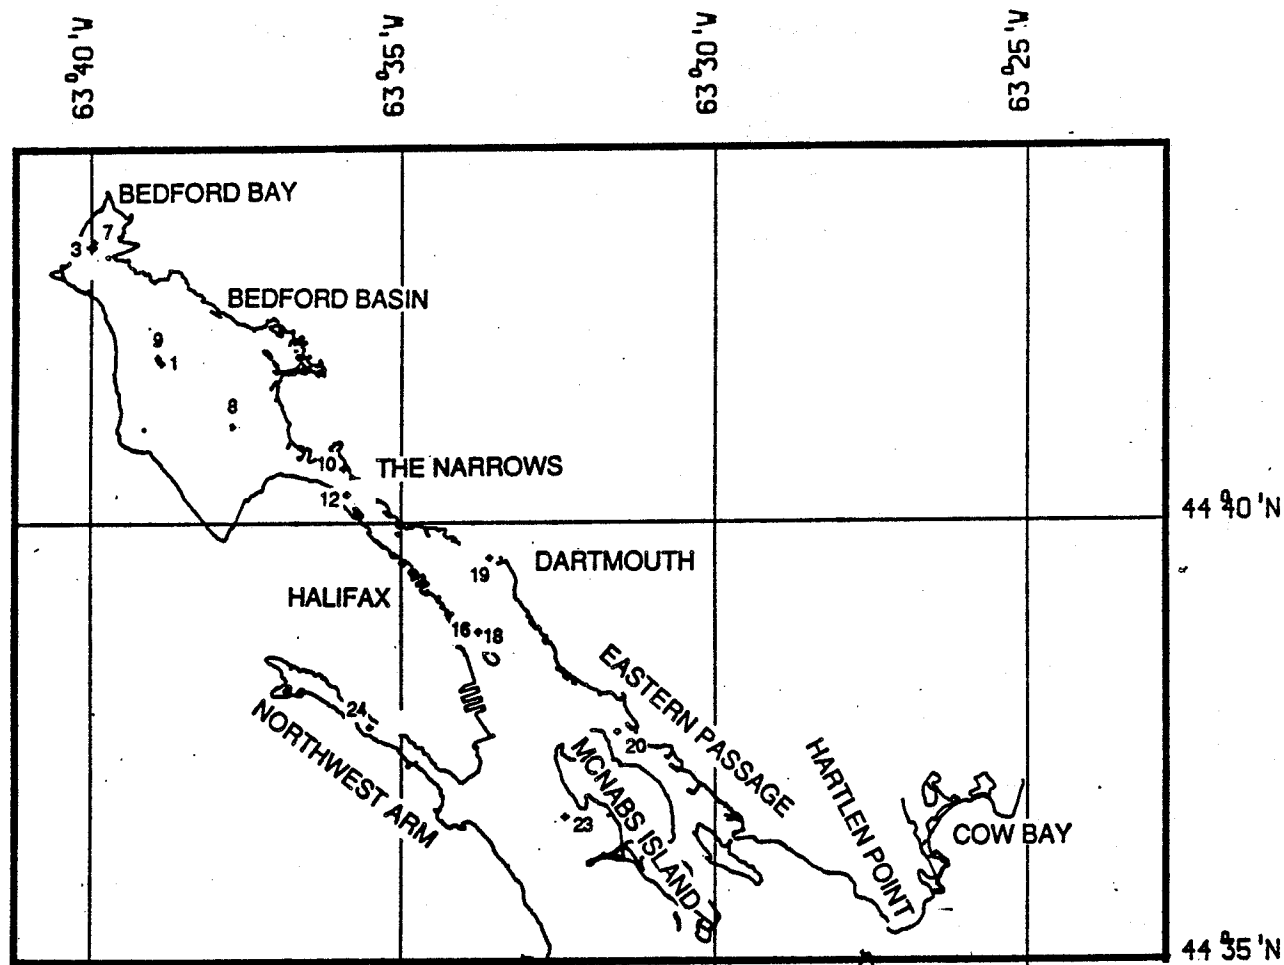 63°40'W
63°35'W
63°30'W
63°25'W
BEDFORD BAY
7
3
BEDFORD BASIN
9
1
8
10
THE NARROWS
12
44°40'N
DARTMOUTH
19
HALIFAX
16
18
EASTERN PASSAGE
24
NORTHWEST ARM
20
MCNABS ISLAND
HARTLEN POINT
23
COW BAY
44°35'N